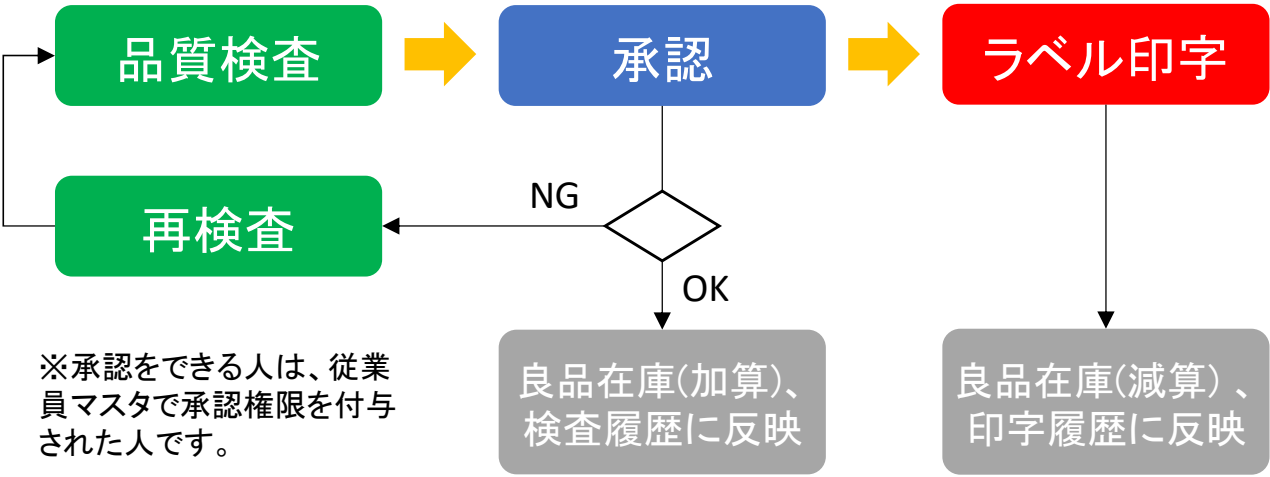 品質検査
承認
ラベル印字
NG
再検査
OK
※承認をできる人は、従業
員マスタで承認権限を付与
された人です。
良品在庫(加算)、
検査履歴に反映
良品在庫(減算) 、
印字履歴に反映